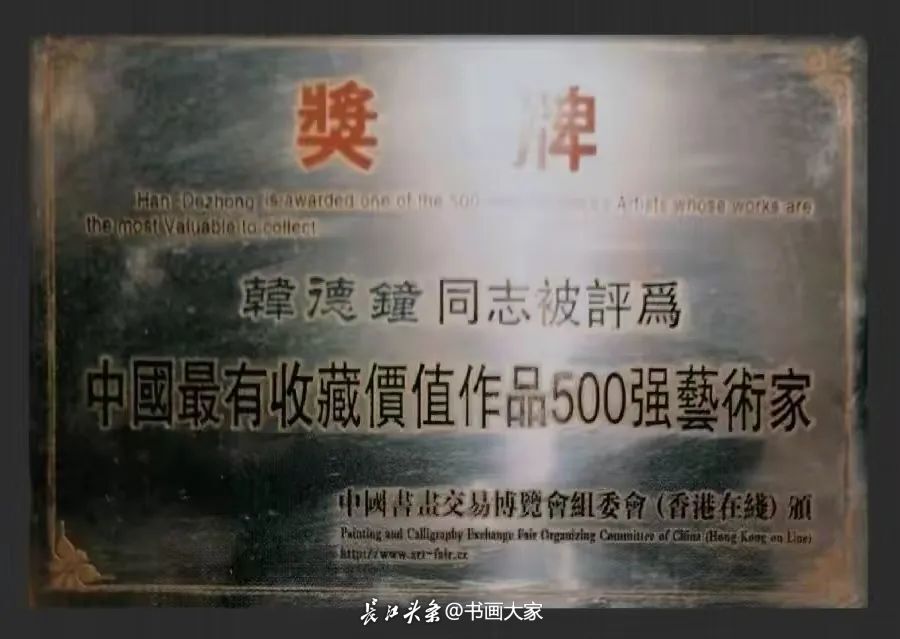 獎 牌
Han Dezhong is awarded one of the 500 Artists whose works are
the most Valuable to collect
韓德鐘 同志被評爲
中國最有收藏價值作品500强藝術家
中國書畫交易博覽會組委會（香港在綫）頒
Painting and Calligraphy Exchange Fair Organizing Committee of China (Hong Kong on Line)
http://www.art-fair.cz
长江头条@书画大家